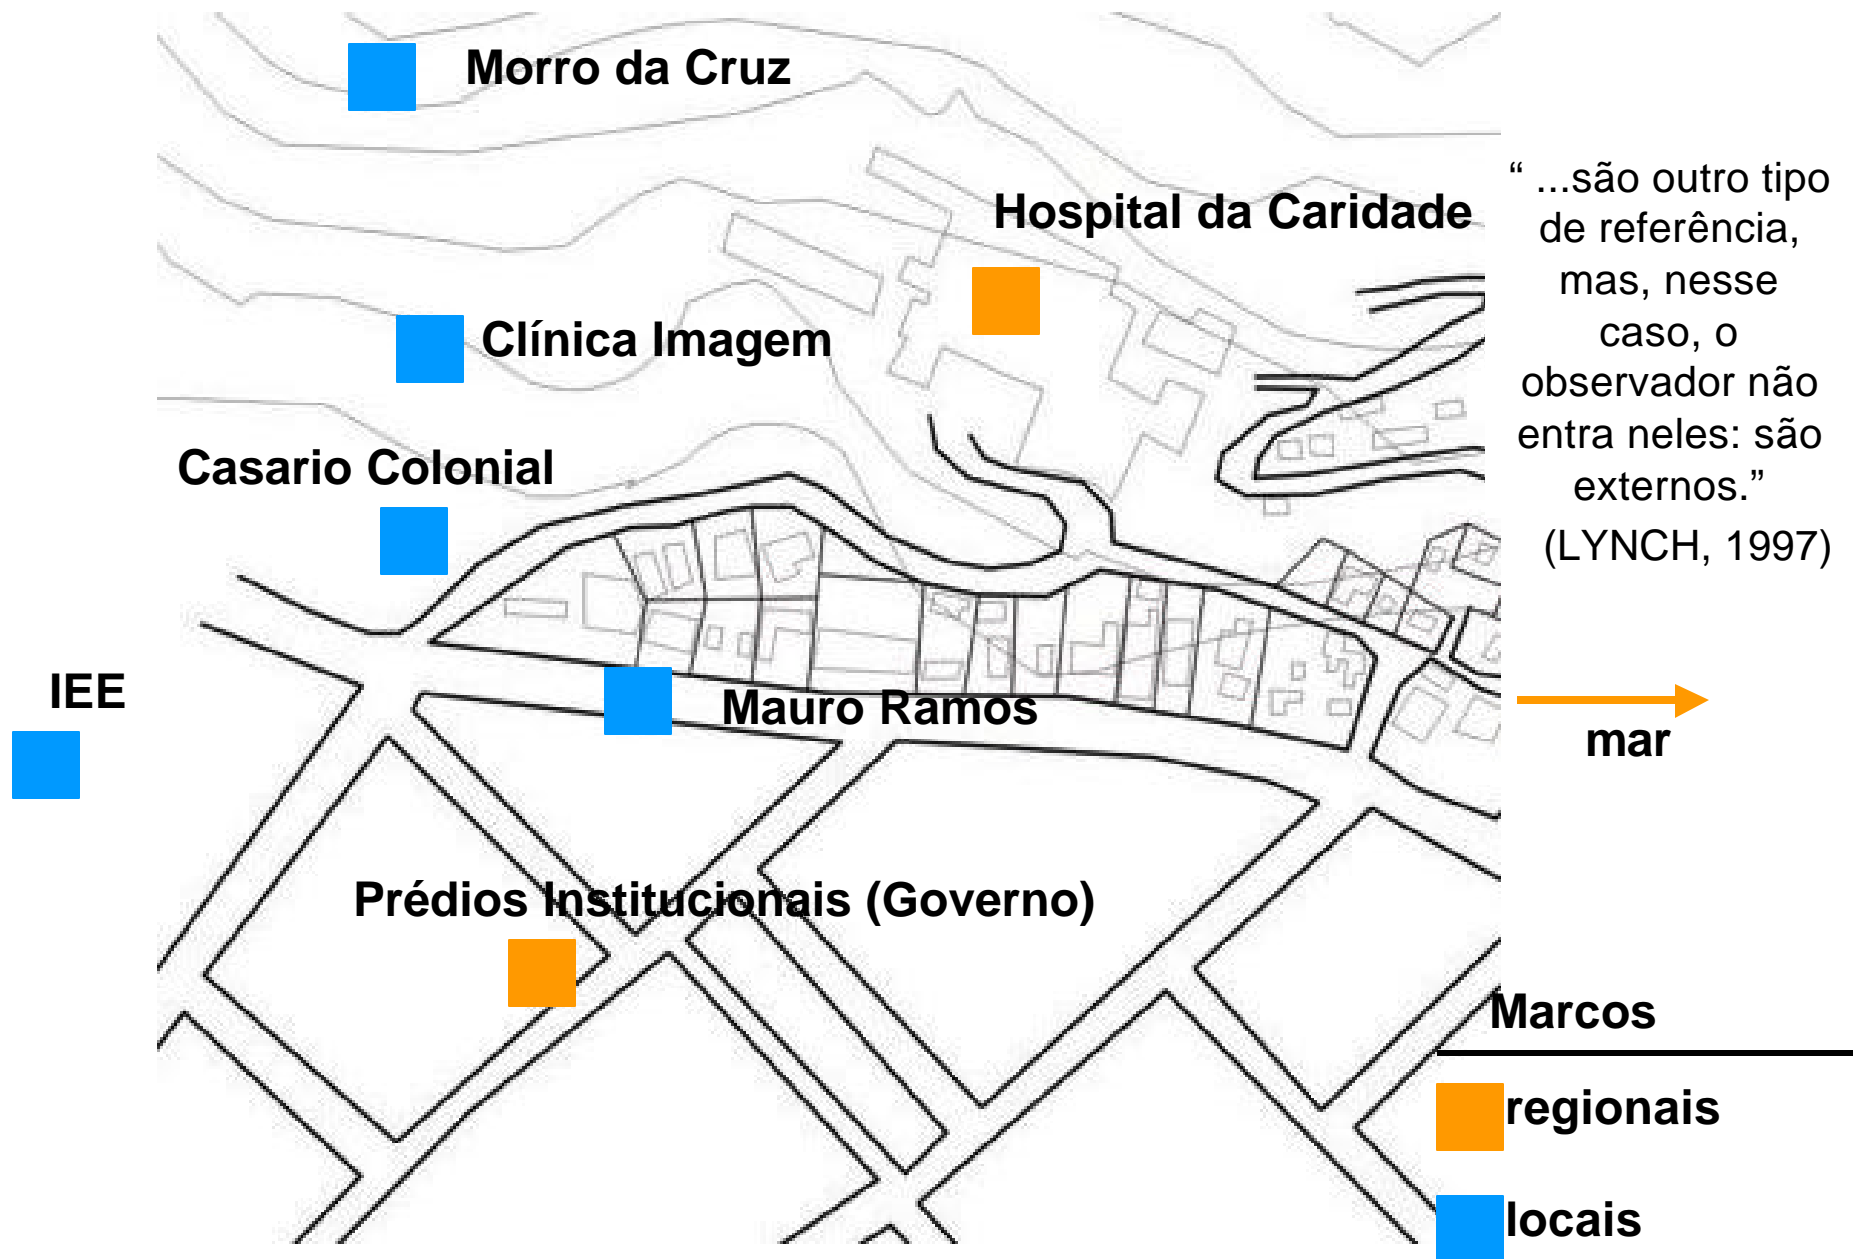 Morro da Cruz
Hospital da Caridade
“ ...são outro tipo
de referência,
mas, nesse
caso, o
observador não
entra neles: são
externos.”
(LYNCH, 1997)
Clínica Imagem
Casario Colonial
IEE
Mauro Ramos
mar
Prédios Institucionais (Governo)
Marcos
regionais
locais